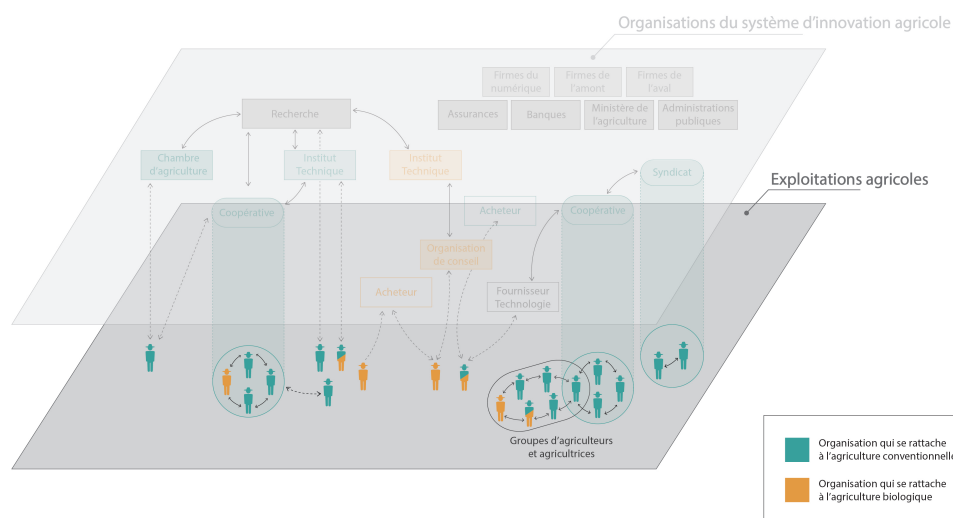 Organisations du système d'innovation agricole
Firmes du
numérique
Firmes de
l'amont
Firmes de
l'aval
Assurances
Banques
Ministère de
l'agriculture
Administrations
publiques
Recherche
Chambre
d'agriculture
Institut
Technique
Institut
Technique
Syndicat
Exploitations agricoles
Coopérative
Acheteur
Coopérative
Organisation
de conseil
Acheteur
Fournisseur
Technologie
Groupes d'agriculteurs
et agricultrices
Organisation qui se rattache
à l'agriculture conventionnelle
Organisation qui se rattache
à l'agriculture biologique